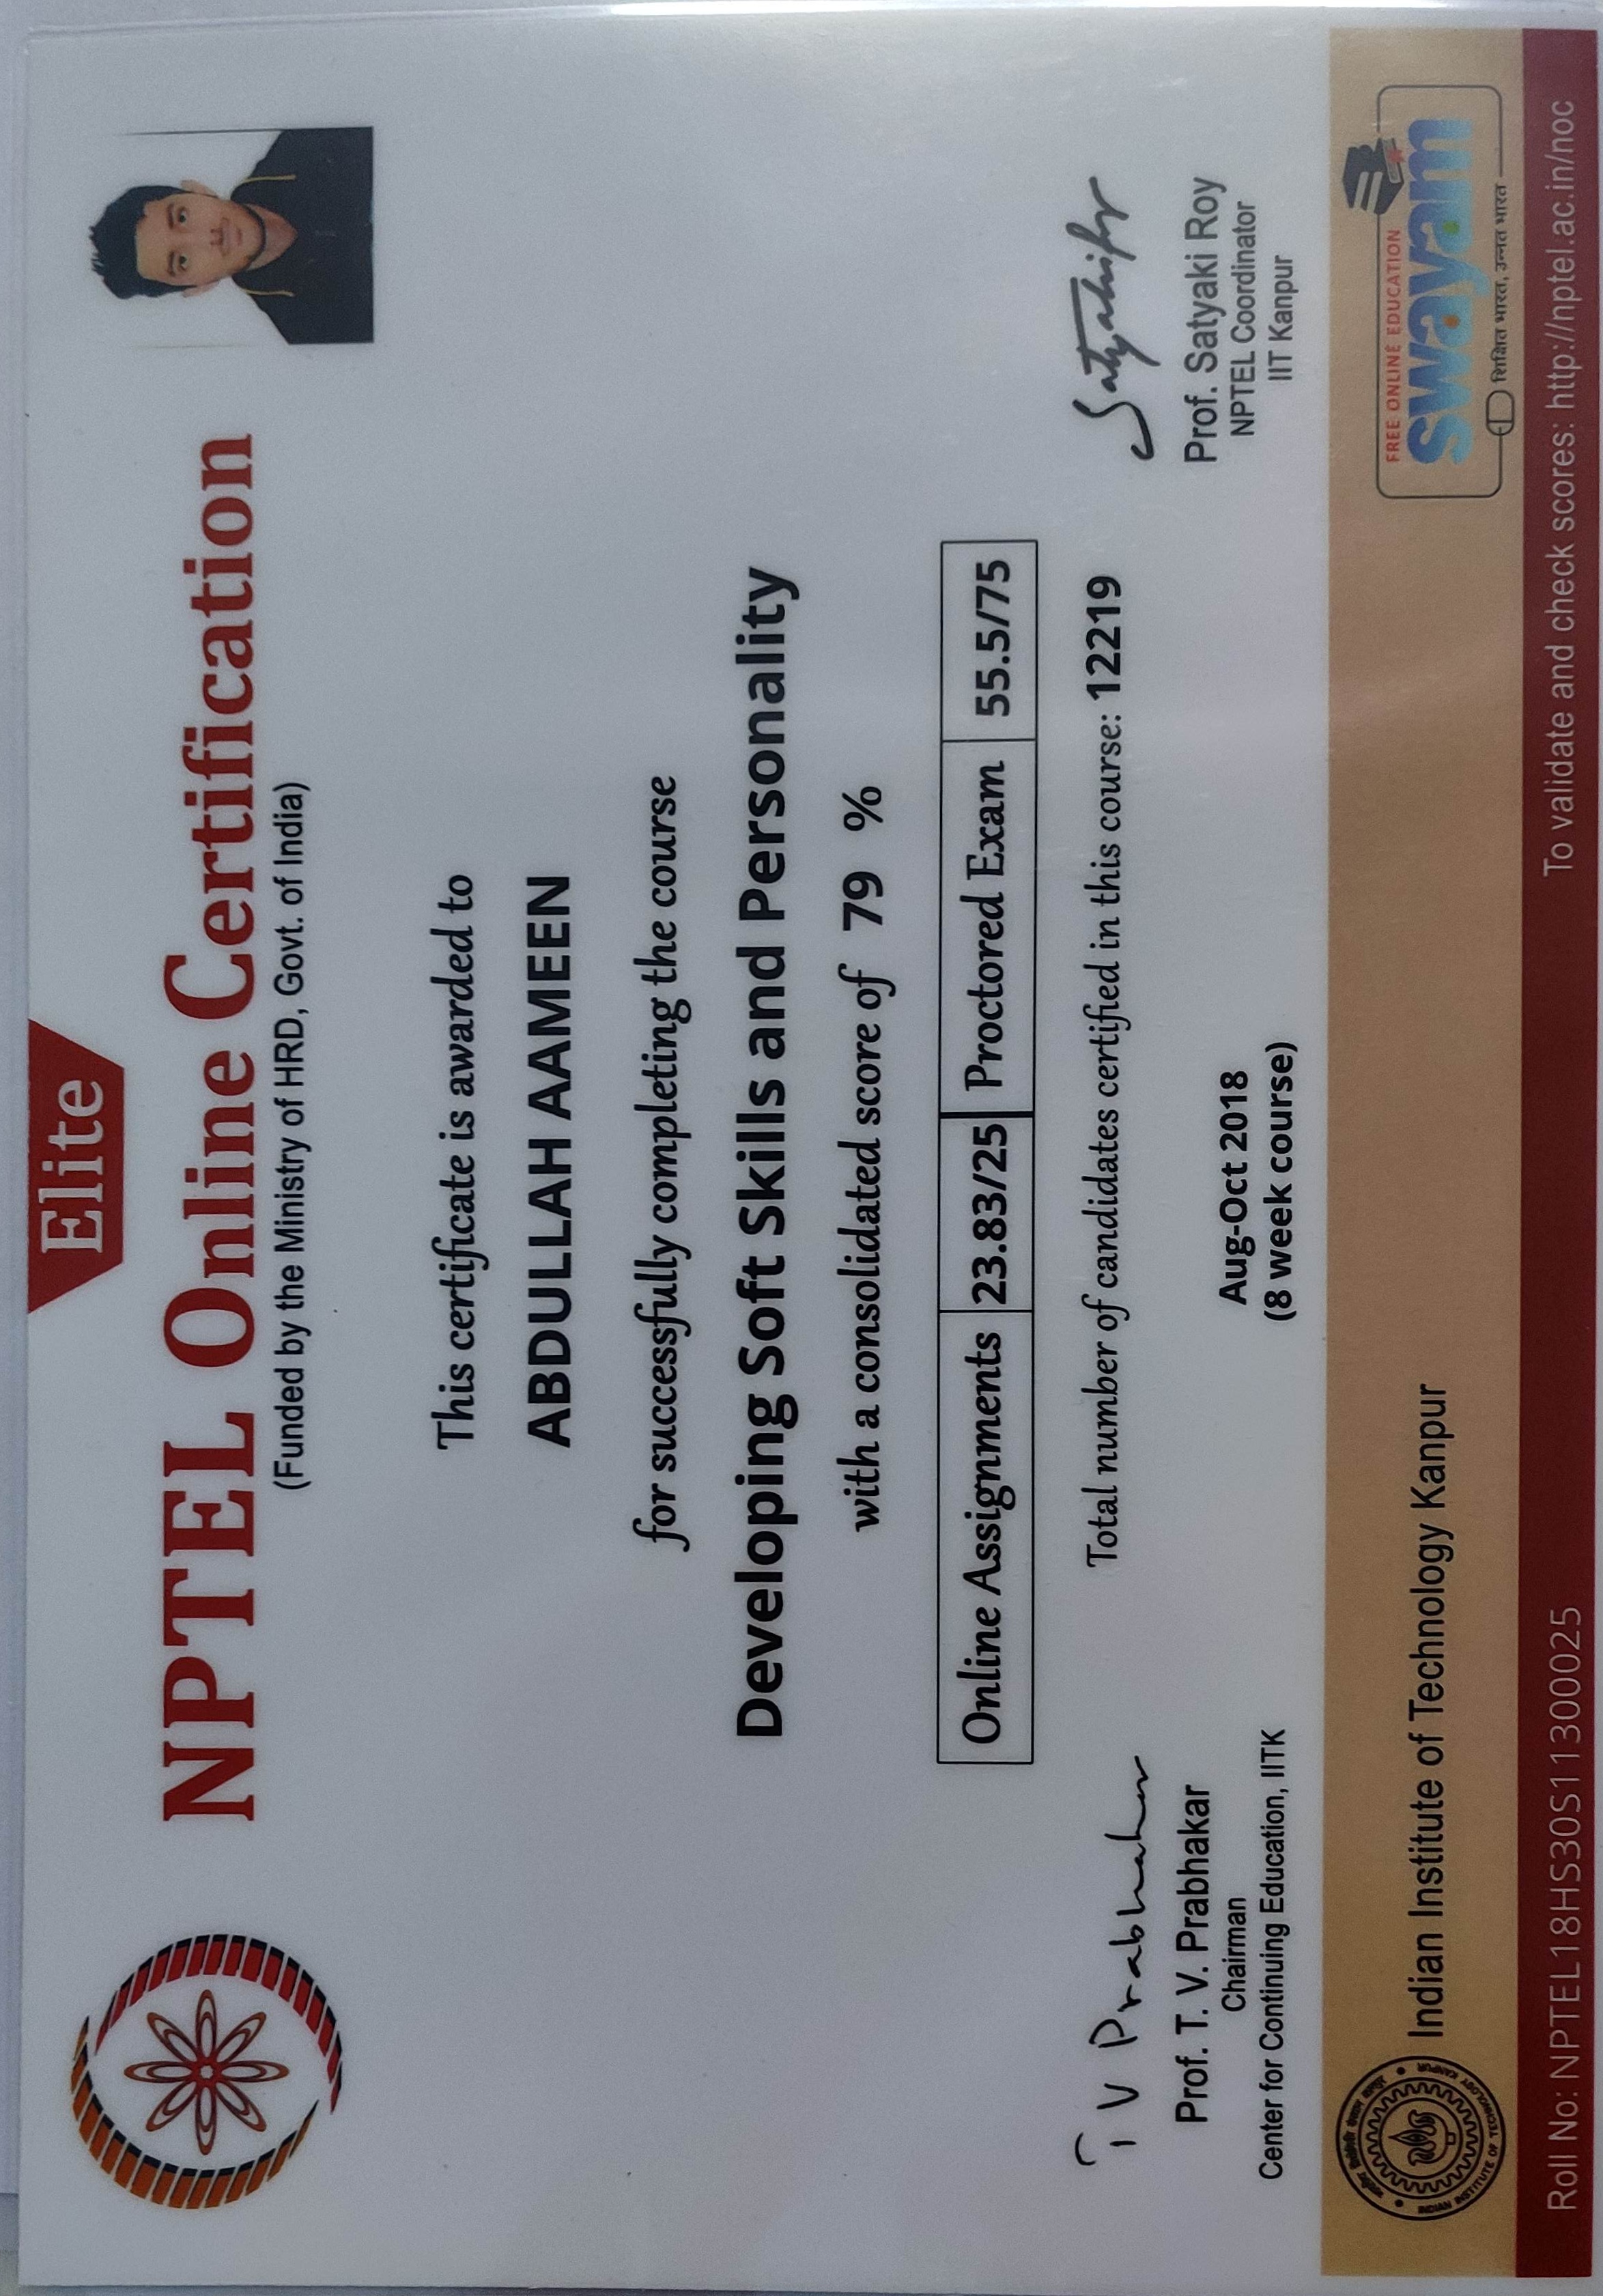 Elite
NPTEL Online Certification
(Funded by the Ministry of HRD, Govt. of India)
This certificate is awarded to
ABDULLAH AAMEEN
for successfully completing the course
Developing Soft Skills and Personality
with a consolidated score of 79 %
Online Assignments 23.83/25 Proctored Exam 55.5/75
Total number of candidates certified in this course: 12219
T V Prabhakar
Prof. T. V. Prabhakar
Chairman
Center for Continuing Education, IITK
Aug-Oct 2018
(8 week course)
Prof. Satyaki Roy
NPTEL Coordinator
IIT Kanpur
INDIAN INSTITUTE OF TECHNOLOGY KANPUR
Indian Institute of Technology Kanpur
FREE ONLINE EDUCATION
swayam
शिक्षित भारत, उन्नत भारत
Roll No: NPTEL18HS30S11300025
To validate and check scores: http://nptel.ac.in/noc